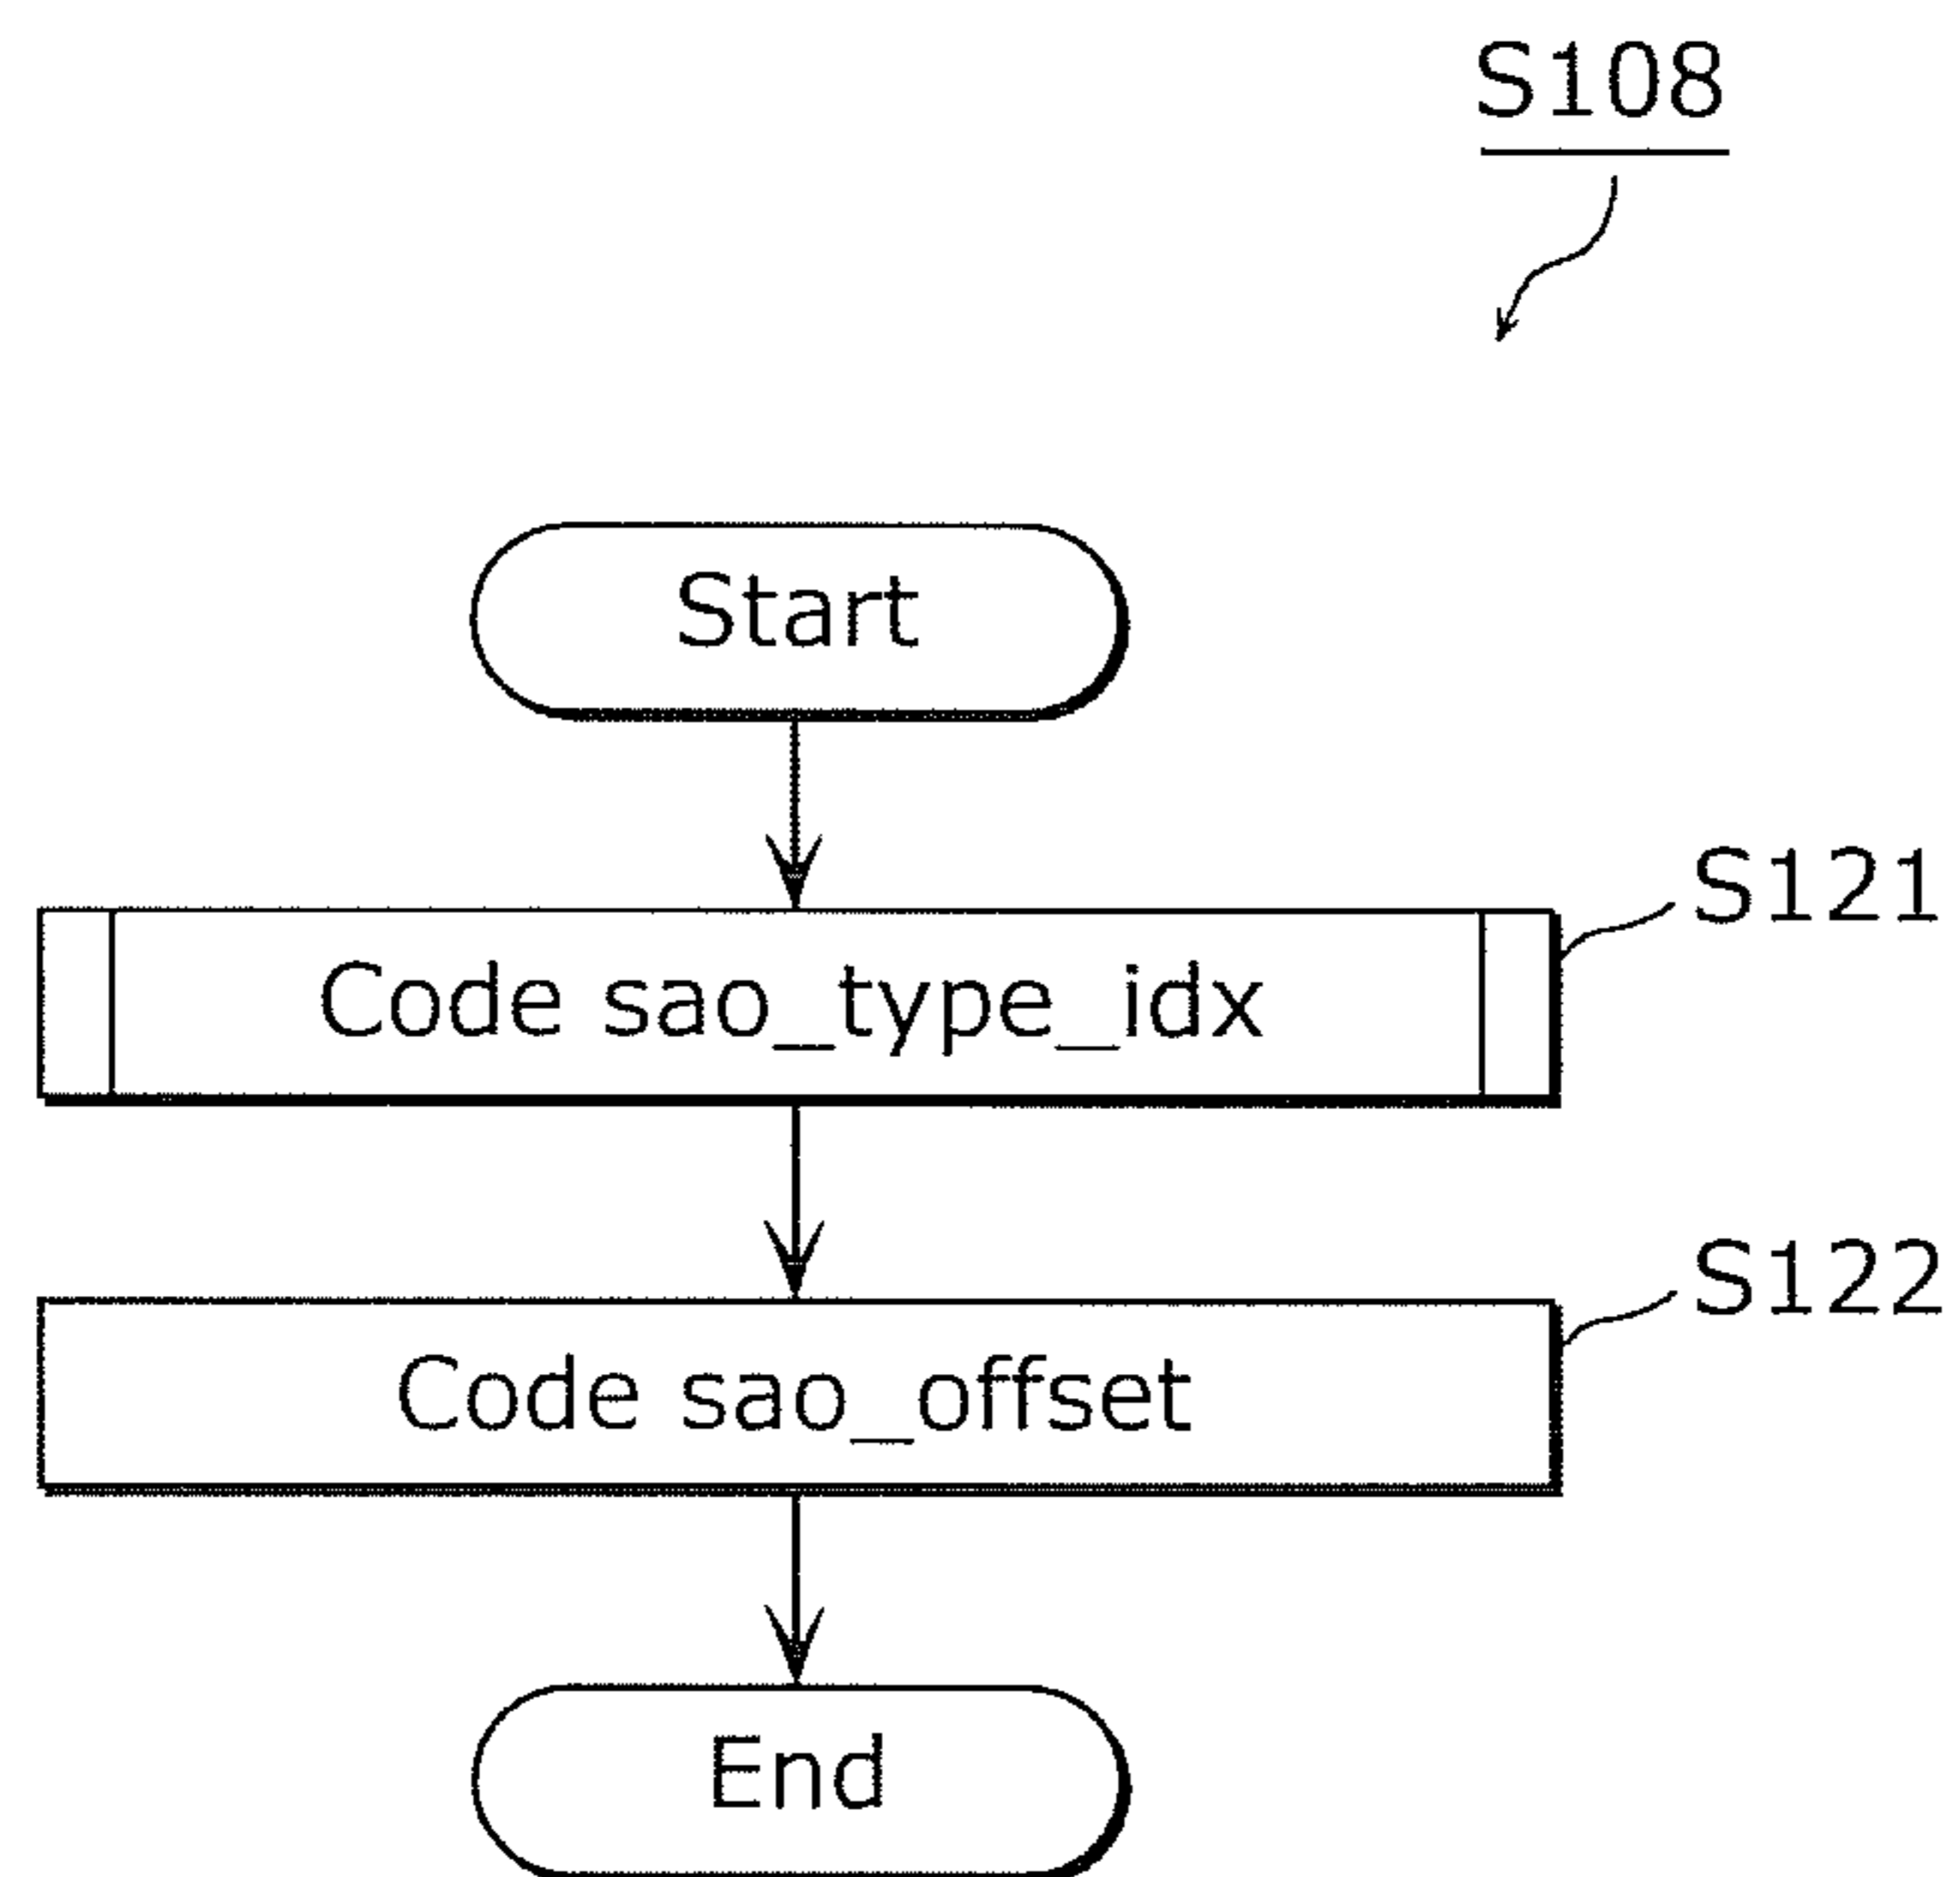 S108
Start
S121
Code sao_type_idx
S122
Code sao_offset
End